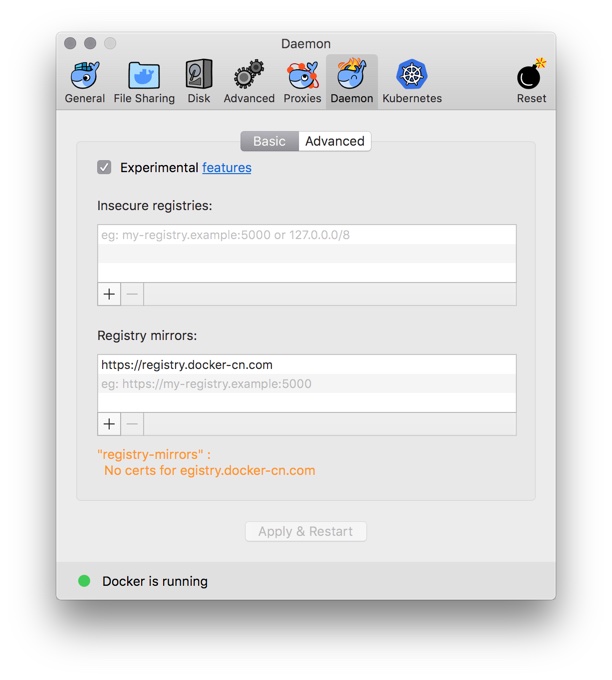 Daemon
General
File Sharing
Disk
Advanced
Proxies
Daemon
Kubernetes
Reset
Basic
Advanced
Experimental features
Insecure registries:
eg: my-registry.example:5000 or 127.0.0.0/8
+ −
Registry mirrors:
https://registry.docker-cn.com
eg: https://my-registry.example:5000
+ −
"registry-mirrors" :
No certs for egistry.docker-cn.com
Apply & Restart
Docker is running